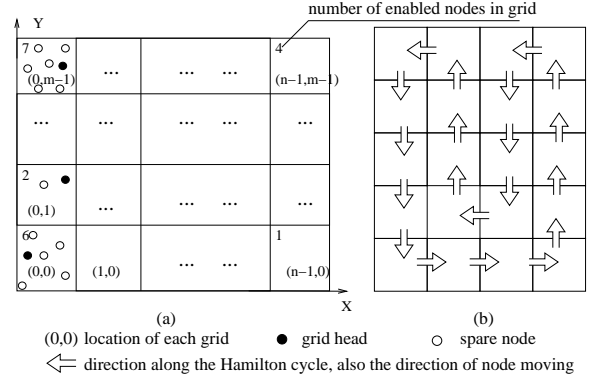 number of enabled nodes in grid
Y
7
(0,m−1)
...
...
...
4
(n−1,m−1)
...
...
...
...
2
(0,1)
...
...
...
...
6
(0,0)
(1,0)
...
...
1
(n−1,0)
X
(a)
(b)
(0,0) location of each grid
grid head
spare node
direction along the Hamilton cycle, also the direction of node moving